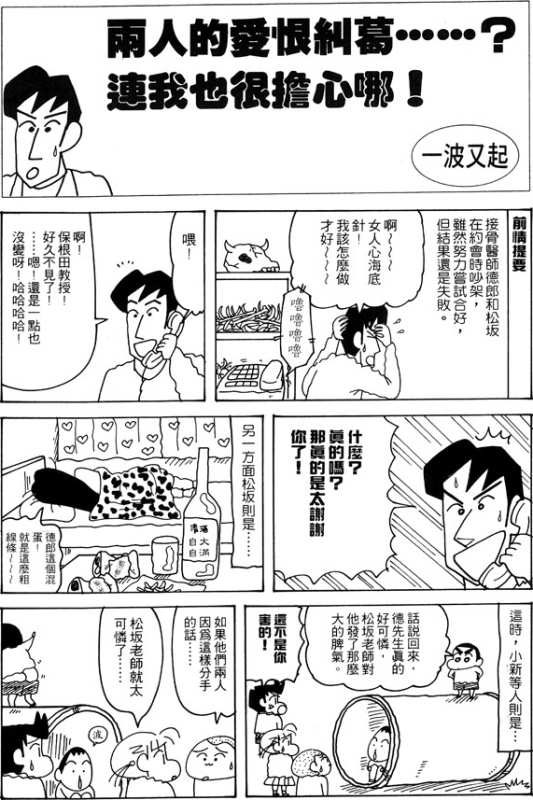 兩人的愛恨糾葛……？
連我也很擔心哪！
一波又起
前情提要
接骨醫師德郎和松坂
在約會時吵架，
雖然努力嘗試合好，
但結果還是失敗。
啊～～
女人心海底
針！
我該怎麼做
才好～～
嚕
嚕
嚕
嚕
喂！
啊！
保根田教授！
好久不見了！
……嗯！還是一點也
沒變呀！哈哈哈哈！
什麼？
真的嗎？
那真的是太謝謝
你了！
另一方面松坂則是……
大滿
自自
德郎這個混
蛋！
就是這麼粗
線條～～
這時，小新等人則是…
話說回來，
德先生真的
好可憐，
松坂老師對
他發了那麼
大的脾氣。
還不是你
害的！
如果他們兩人
因為這樣分手
的話……
松坂老師就太
可憐了……
波